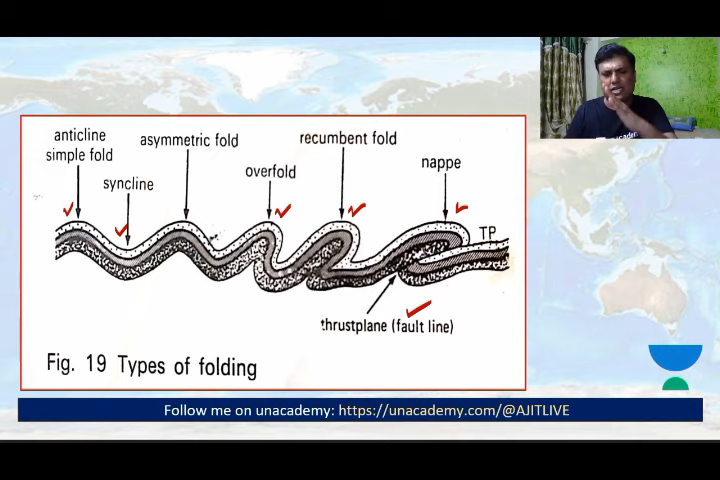 anticline
simple fold
syncline
asymmetric fold
overfold
recumbent fold
nappe
TP
thrustplane (fault line)
Fig. 19 Types of folding
Follow me on unacademy: https://unacademy.com/@AJITLIVE